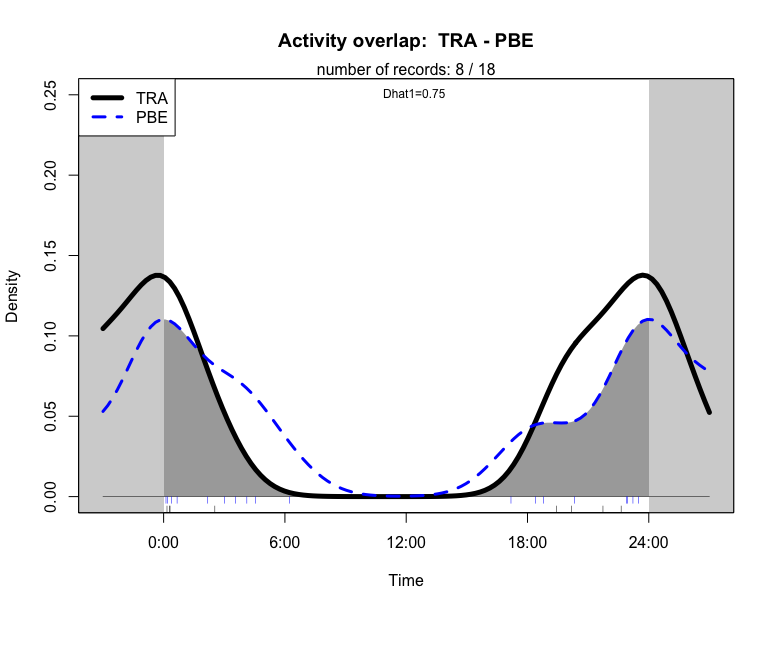 Activity overlap:  TRA - PBE
number of records: 8 / 18
Dhat1=0.75
TRA
PBE
0.25
0.20
0.15
0.10
0.05
0.00
Density
0:00 6:00 12:00 18:00 24:00
Time